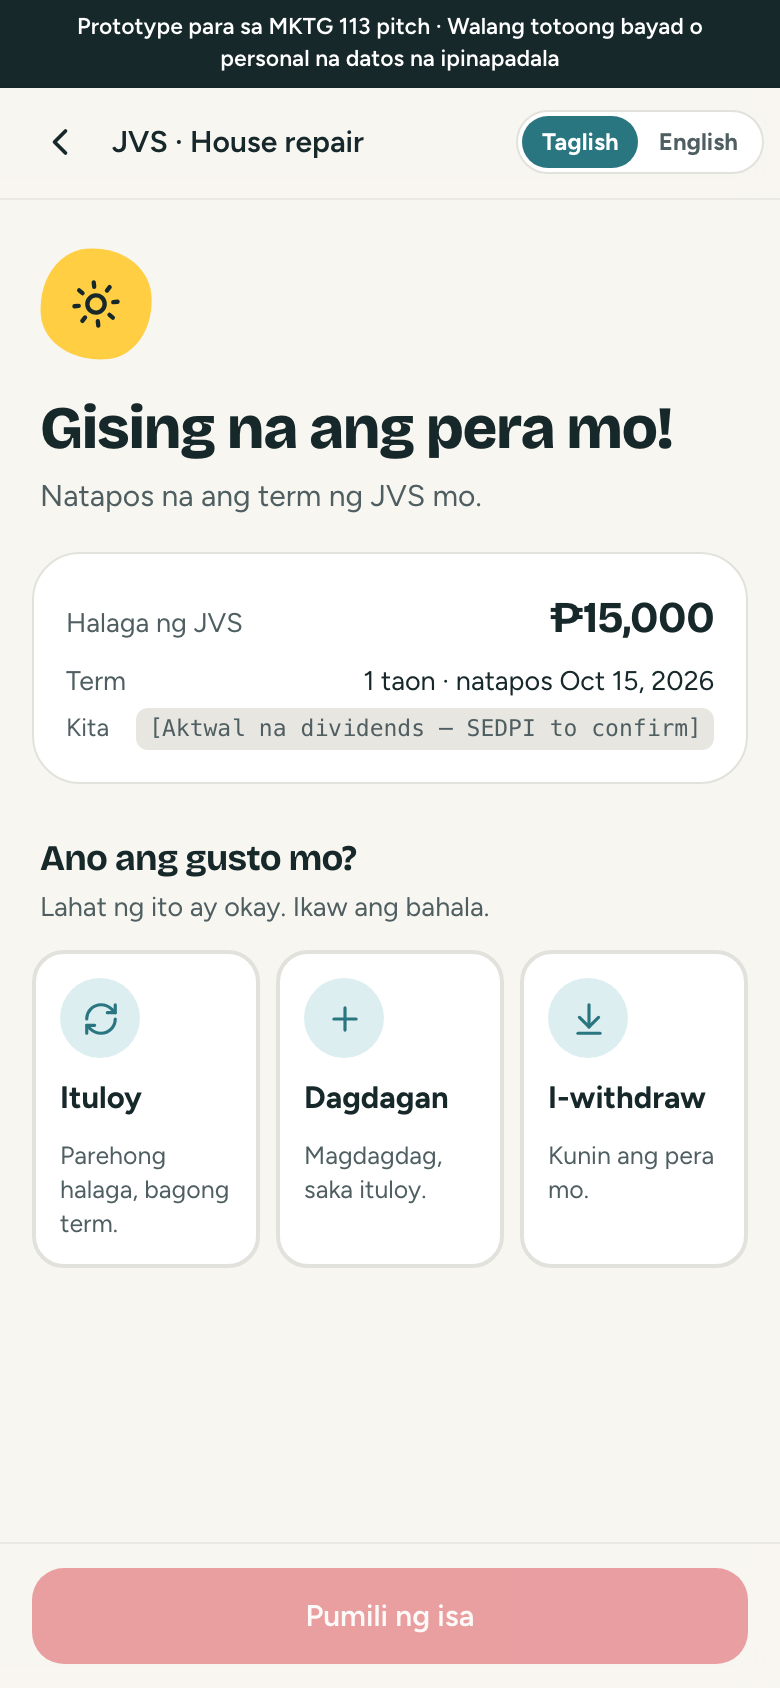 Prototype para sa MKTG 113 pitch · Walang totoong bayad o
personal na datos na ipinapadala
JVS · House repair
Taglish
English
Gising na ang pera mo!
Natapos na ang term ng JVS mo.
Halaga ng JVS ₱15,000
Term 1 taon · natapos Oct 15, 2026
Kita [Aktwal na dividends – SEDPI to confirm]
Ano ang gusto mo?
Lahat ng ito ay okay. Ikaw ang bahala.
Ituloy
Parehong
halaga, bagong
term.
Dagdagan
Magdagdag,
saka ituloy.
I-withdraw
Kunin ang pera
mo.
Pumili ng isa